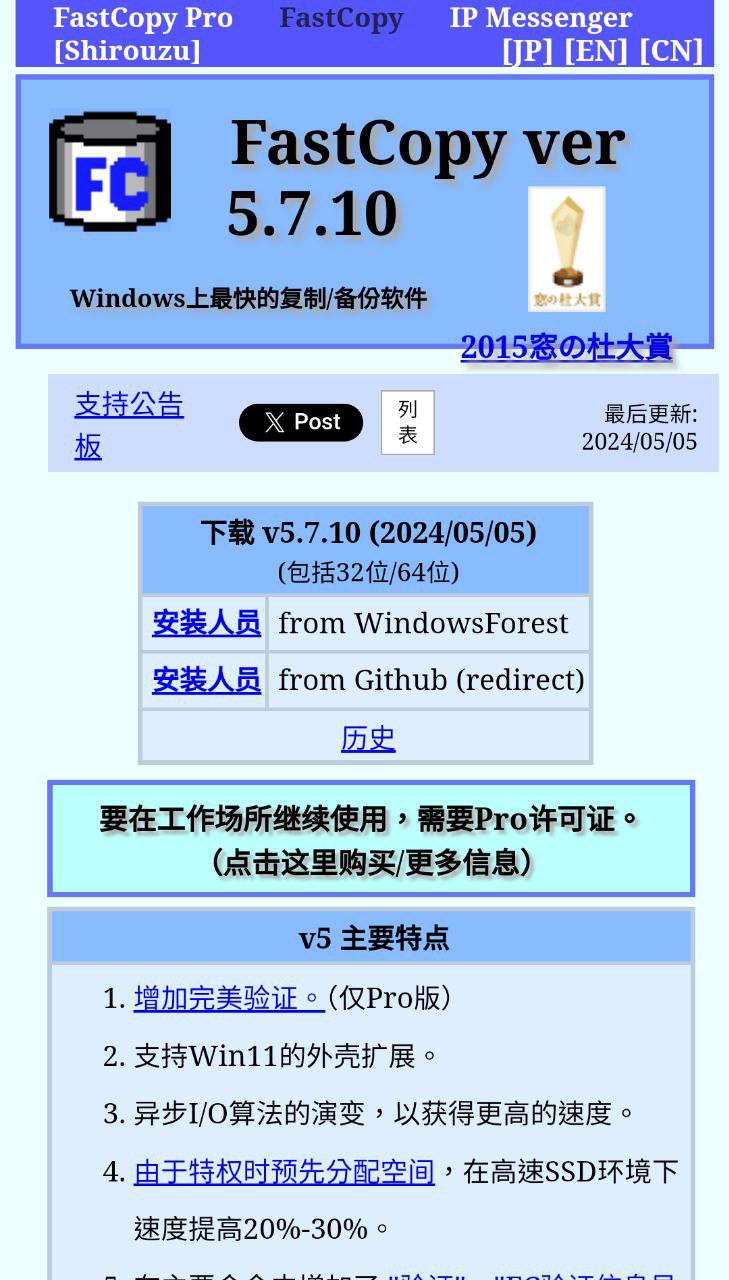 FastCopy Pro FastCopy IP Messenger
[Shirouzu] [JP] [EN] [CN]
FC
FastCopy ver
5.7.10
窓の杜大賞
Windows上最快的复制/备份软件
2015窓の杜大賞
支持公告
板
Post
列
表
最后更新:
2024/05/05
下载 v5.7.10 (2024/05/05)
(包括32位/64位)
安装人员 from WindowsForest
安装人员 from Github (redirect)
历史
要在工作场所继续使用，需要Pro许可证。
（点击这里购买/更多信息）
v5 主要特点
1. 增加完美验证。（仅Pro版）
2. 支持Win11的外壳扩展。
3. 异步I/O算法的演变，以获得更高的速度。
4. 由于特权时预先分配空间，在高速SSD环境下
速度提高20%-30%。